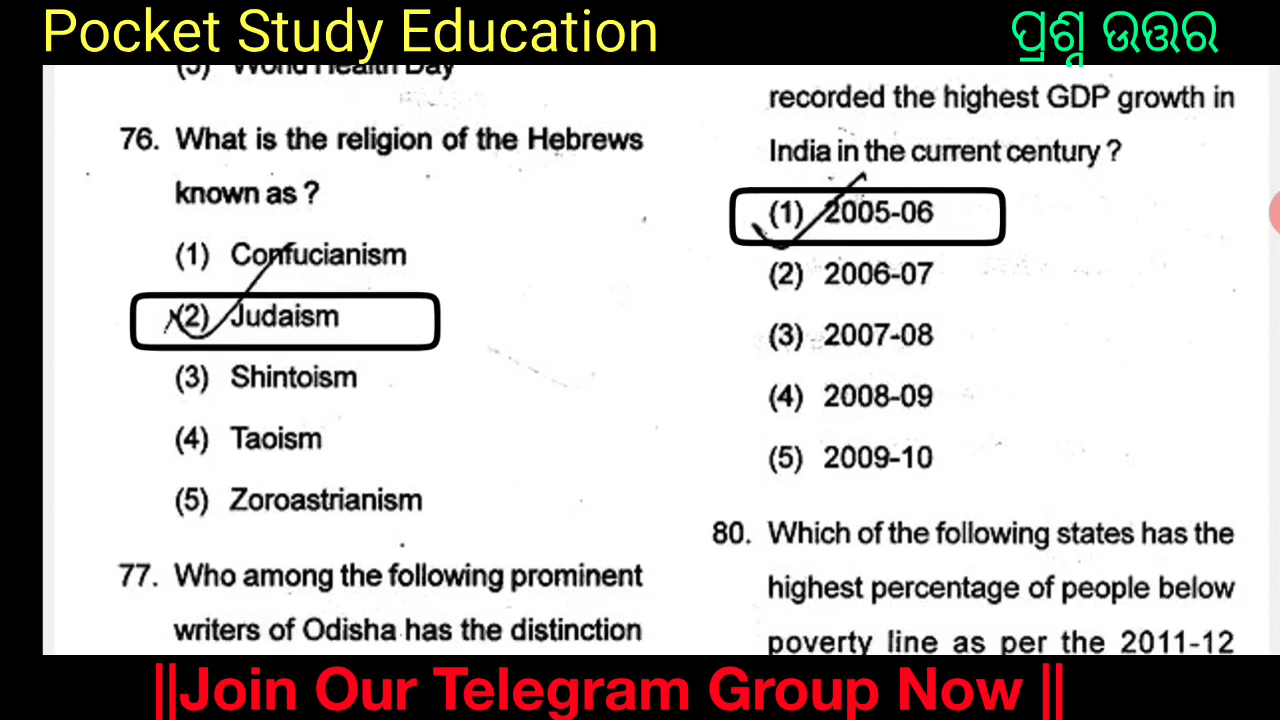 Pocket Study Education
ପ୍ରଶ୍ନ ଉତ୍ତର
(5) World Health Day
76. What is the religion of the Hebrews
known as ?
(1) Confucianism
(2) Judaism
(3) Shintoism
(4) Taoism
(5) Zoroastrianism
77. Who among the following prominent
writers of Odisha has the distinction
recorded the highest GDP growth in
India in the current century ?
(1) 2005-06
(2) 2006-07
(3) 2007-08
(4) 2008-09
(5) 2009-10
80. Which of the following states has the
highest percentage of people below
poverty line as per the 2011-12
||Join Our Telegram Group Now ||